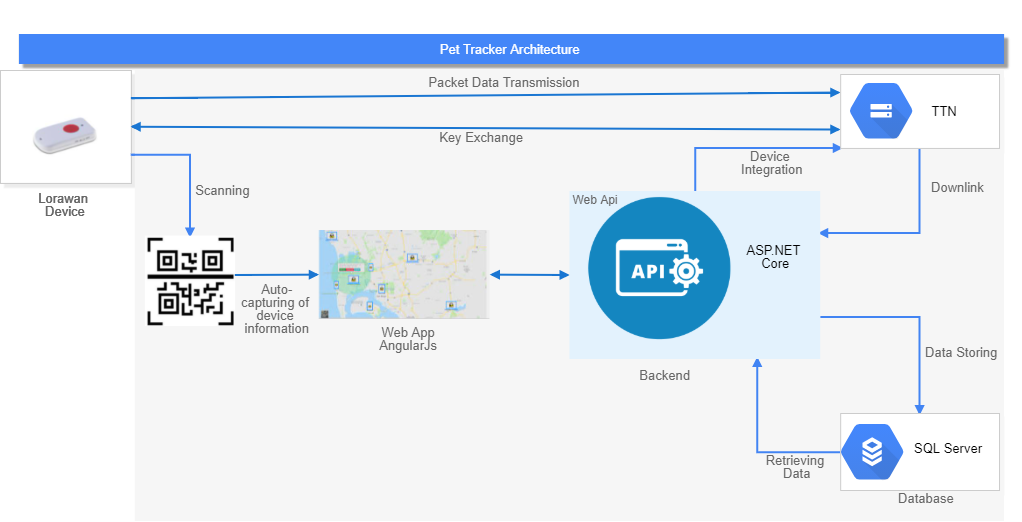 Pet Tracker Architecture
Packet Data Transmission
TTN
Key Exchange
Device
Integration
Downlink
Scanning
Lorawan
Device
Web Api
API
ASP.NET
Core
Auto-
capturing of
device
information
Web App
AngularJs
Data Storing
Backend
SQL Server
Retrieving
Data
Database